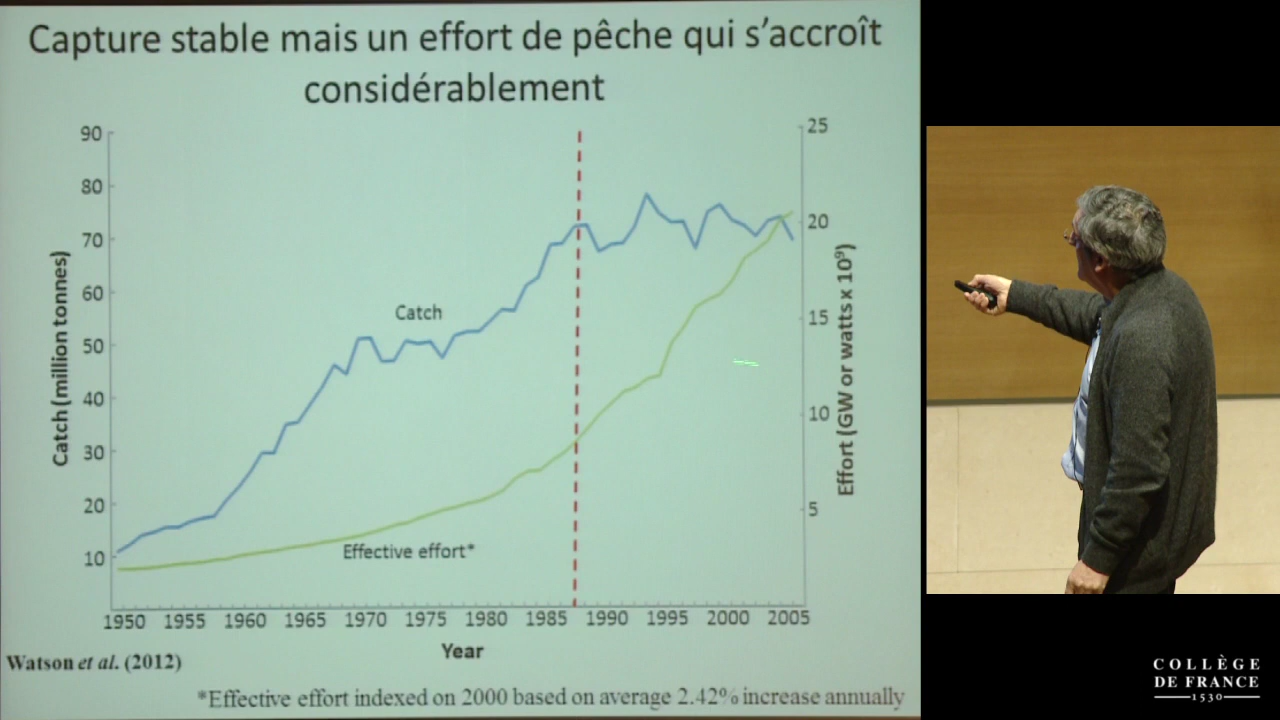 Capture stable mais un effort de pêche qui s'accroît
considérablement
90
80
70
60
50
40
30
20
10
Catch (million tonnes)
25
20
15
10
5
Effort (GW or watts x 10⁹)
Catch
Effective effort*
1950 1955 1960 1965 1970 1975 1980 1985 1990 1995 2000 2005
Year
Watson et al. (2012)
*Effective effort indexed on 2000 based on average 2.42% increase annually
COLLÈGE
DE FRANCE
1530